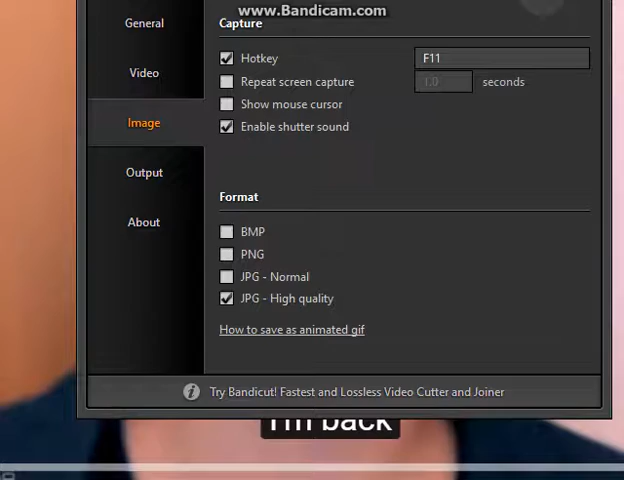 www.Bandicam.com
General
Capture
Hotkey F11
Video
Repeat screen capture 1.0 seconds
Show mouse cursor
Image
Enable shutter sound
Output
Format
About
BMP
PNG
JPG - Normal
JPG - High quality
How to save as animated gif
Try Bandicut! Fastest and Lossless Video Cutter and Joiner
I'm back